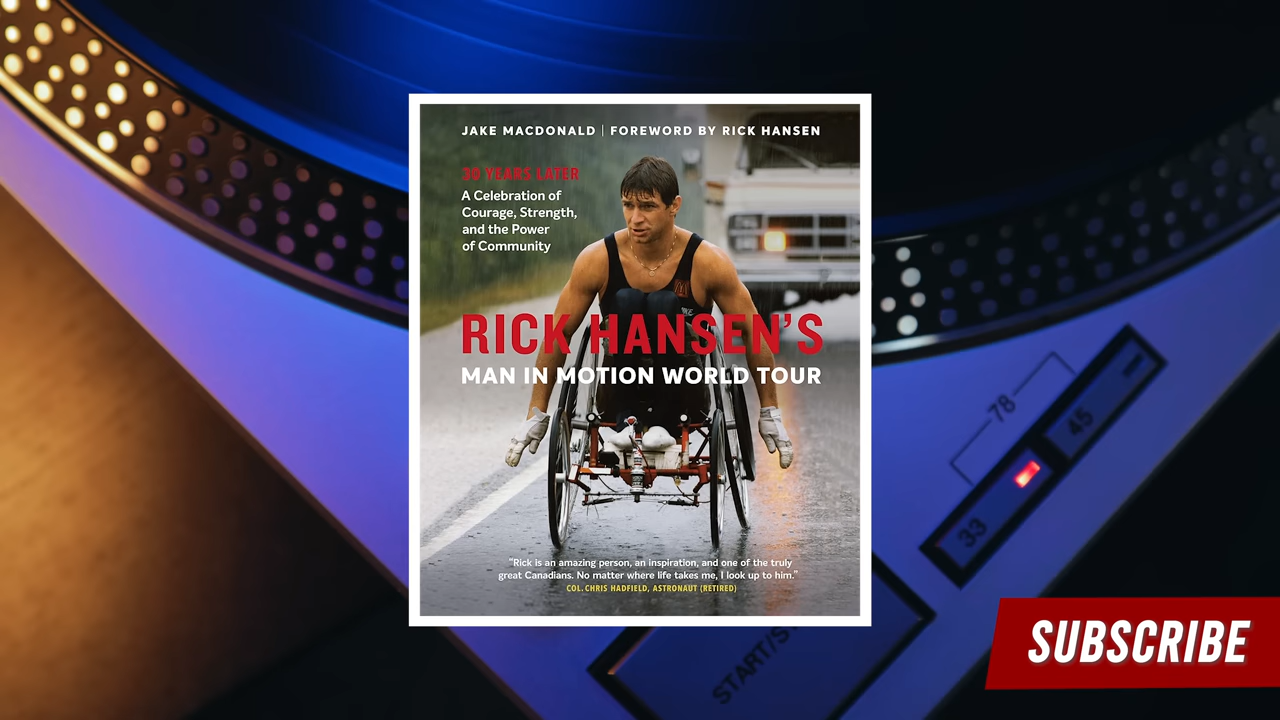 JAKE MACDONALD | FOREWORD BY RICK HANSEN
30 YEARS LATER
A Celebration of
Courage, Strength,
and the Power
of Community
RICK HANSEN'S
MAN IN MOTION WORLD TOUR
"Rick is an amazing person, an inspiration, and one of the truly
great Canadians. No matter where life takes me, I look up to him."
COL. CHRIS HADFIELD, ASTRONAUT (RETIRED)
78
45
33
START/S
SUBSCRIBE